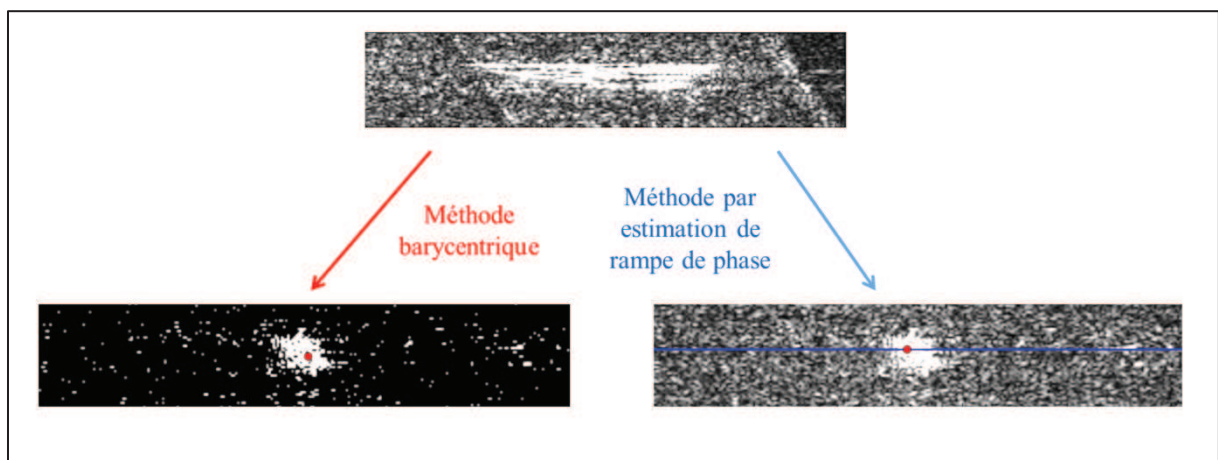 Méthode
barycentrique
Méthode par
estimation de
rampe de phase